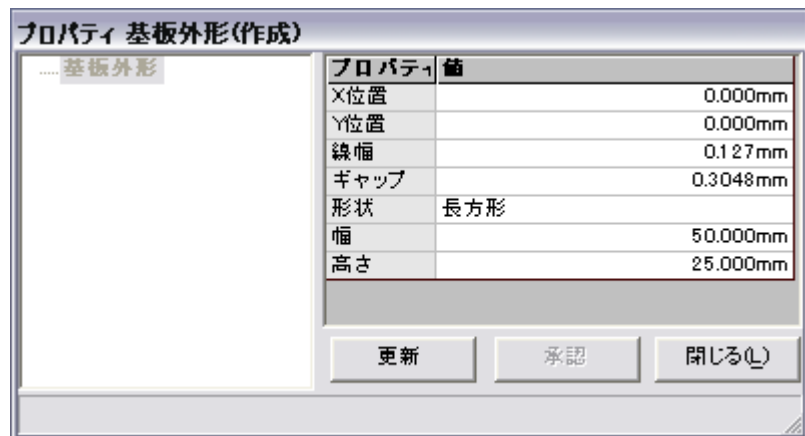 プロパティ 基板外形(作成)
基板外形
プロパティ 値
X位置 0.000mm
Y位置 0.000mm
線幅 0.127mm
ギャップ 0.3048mm
形状 長方形
幅 50.000mm
高さ 25.000mm
更新 承認 閉じる(L)